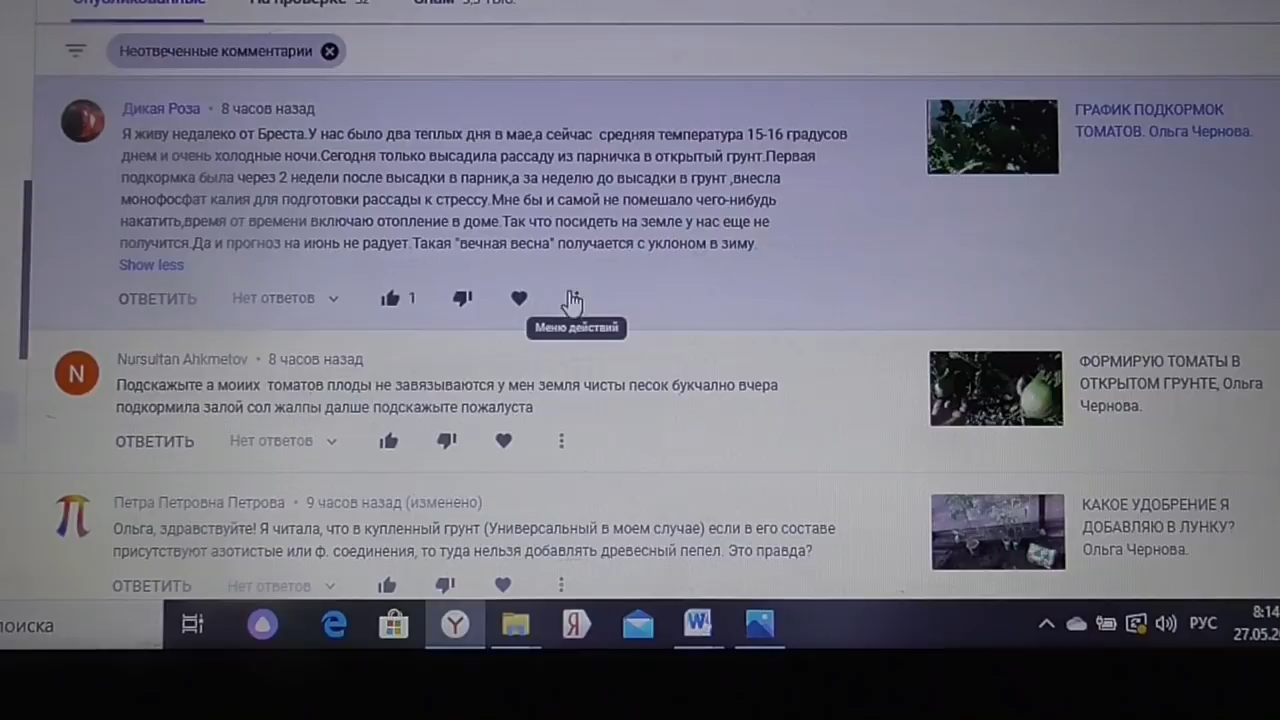 Опубликованные На проверке 32 Спам 5,5 тыс.
Неотвеченные комментарии
Дикая Роза • 8 часов назад
Я живу недалеко от Бреста.У нас было два теплых дня в мае,а сейчас средняя температура 15-16 градусов
днем и очень холодные ночи.Сегодня только высадила рассаду из парничка в открытый грунт.Первая
подкормка была через 2 недели после высадки в парник,а за неделю до высадки в грунт ,внесла
монофосфат калия для подготовки рассады к стрессу.Мне бы и самой не помешало чего-нибудь
накатить,время от времени включаю отопление в доме.Так что посидеть на земле у нас еще не
получится.Да и прогноз на июнь не радует.Такая "вечная весна" получается с уклоном в зиму.
Show less
ОТВЕТИТЬ Нет ответов 1
Меню действий
ГРАФИК ПОДКОРМОК
ТОМАТОВ. Ольга Чернова.
N
Nursultan Ahkmetov • 8 часов назад
Подскажыте а моиих томатов плоды не завязываются у мен земля чисты песок букчално вчера
подкормила залой сол жалпы далше подскажыте пожалуста
ОТВЕТИТЬ Нет ответов
ФОРМИРУЮ ТОМАТЫ В
ОТКРЫТОМ ГРУНТЕ, Ольга
Чернова.
Петра Петровна Петрова • 9 часов назад (изменено)
Ольга, здравствуйте! Я читала, что в купленный грунт (Универсальный в моем случае) если в его составе
присутствуют азотистые или ф. соединения, то туда нельзя добавлять древесный пепел. Это правда?
ОТВЕТИТЬ Нет ответов
КАКОЕ УДОБРЕНИЕ Я
ДОБАВЛЯЮ В ЛУНКУ?
Ольга Чернова.
поиска
РУС
8:14
27.05.2